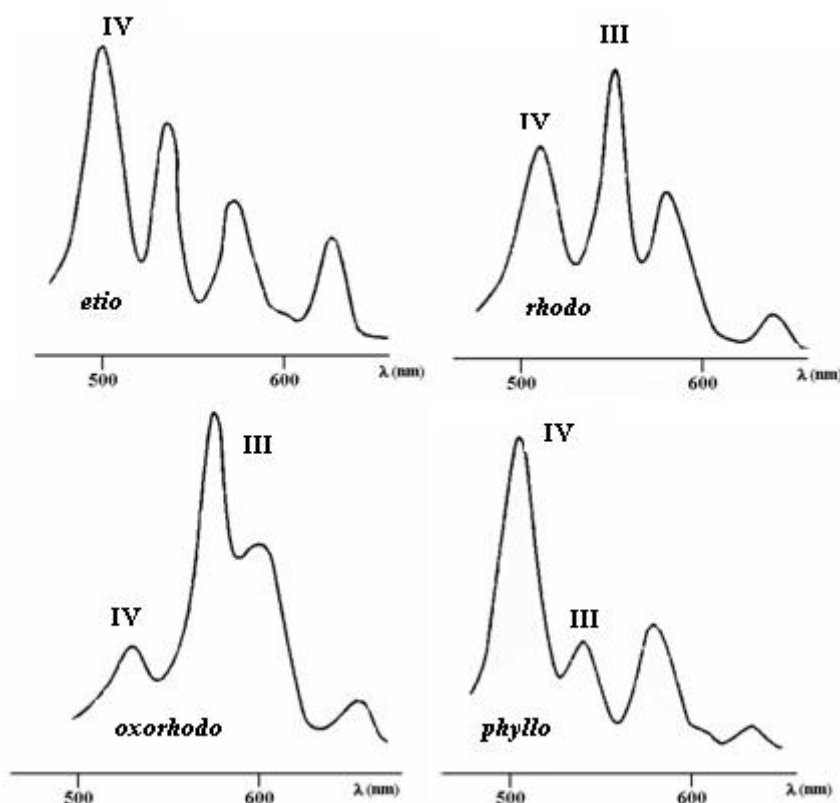 IV
etio
500 600 λ (nm)
III
IV
rhodo
500 600 λ (nm)
III
IV
oxorhodo
500 600 λ (nm)
IV
III
phyllo
500 600 λ (nm)